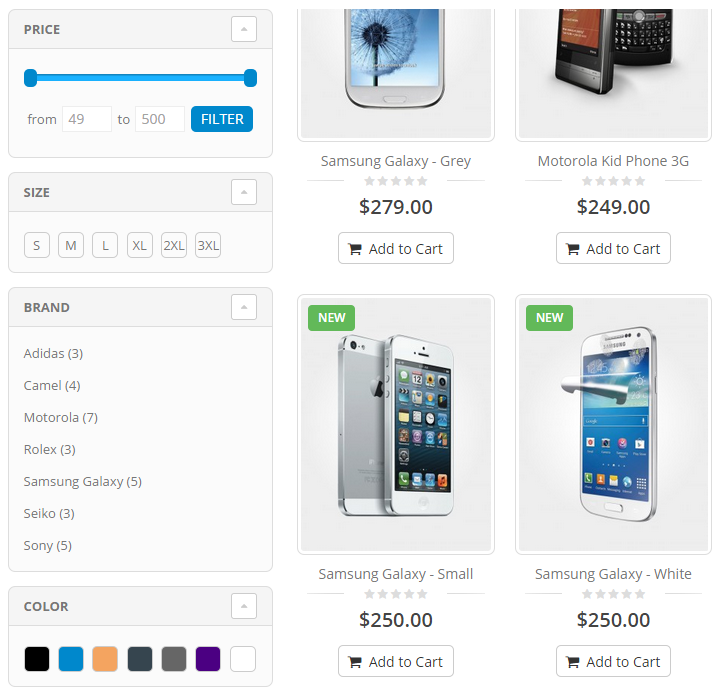 PRICE
from 49 to 500 FILTER
SIZE
S M L XL 2XL 3XL
BRAND
Adidas (3)
Camel (4)
Motorola (7)
Rolex (3)
Samsung Galaxy (5)
Seiko (3)
Sony (5)
COLOR
Samsung Galaxy - Grey
$279.00
Add to Cart
Motorola Kid Phone 3G
$249.00
Add to Cart
NEW
Samsung Galaxy - Small
$250.00
Add to Cart
NEW
SAMSUNG
Samsung Galaxy - White
$250.00
Add to Cart